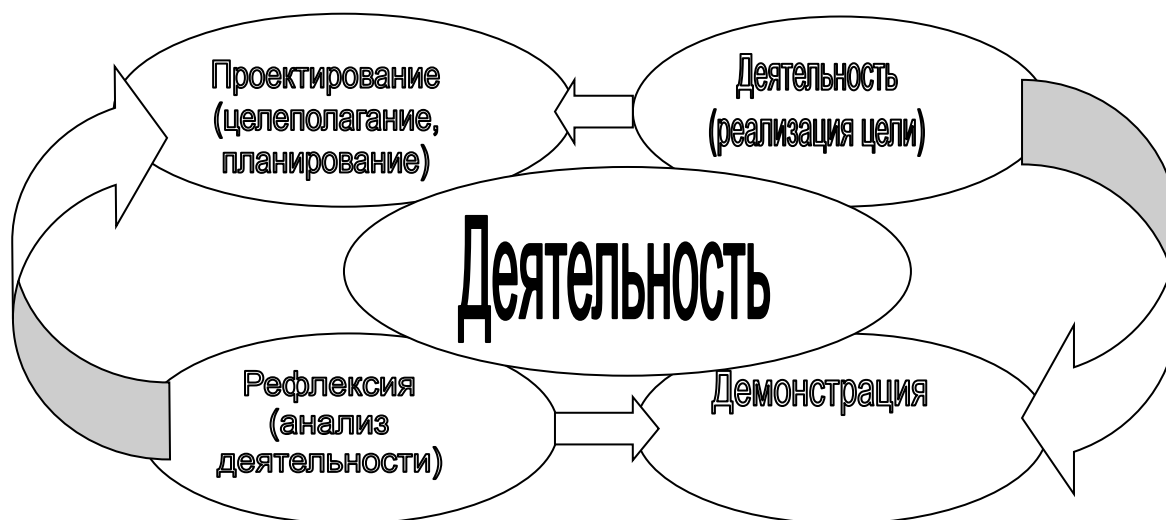 Проектирование
(целеполагание,
планирование)
Деятельность
(реализация цели)
Деятельность
Рефлексия
(анализ
деятельности)
Демонстрация